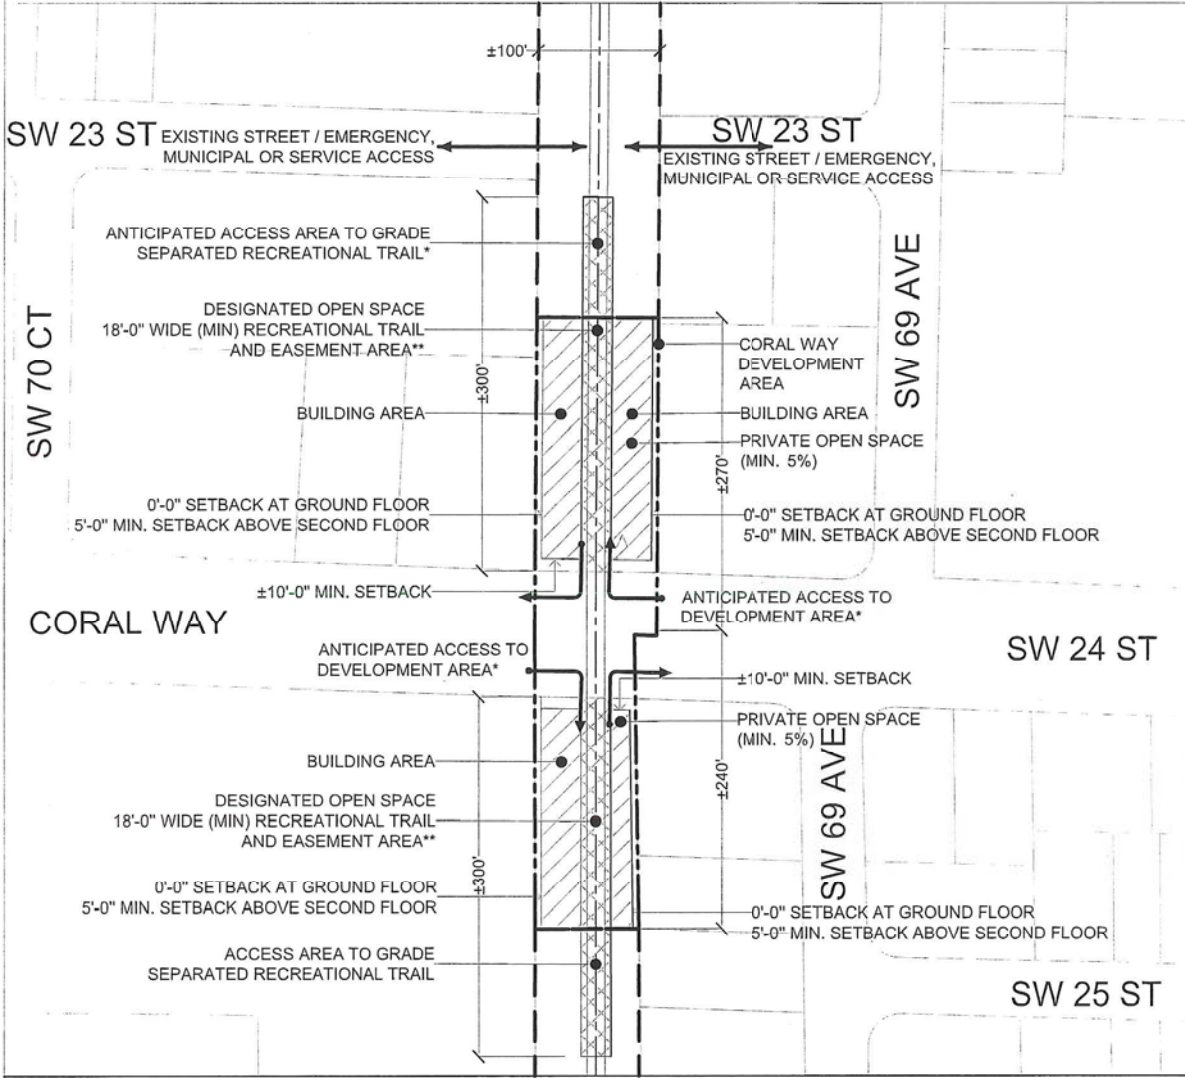 ±100'
SW 23 ST
EXISTING STREET / EMERGENCY,
MUNICIPAL OR SERVICE ACCESS
SW 23 ST
EXISTING STREET / EMERGENCY,
MUNICIPAL OR SERVICE ACCESS
ANTICIPATED ACCESS AREA TO GRADE
SEPARATED RECREATIONAL TRAIL*
DESIGNATED OPEN SPACE
18'-0" WIDE (MIN) RECREATIONAL TRAIL
AND EASEMENT AREA**
SW 70 CT
±300'
SW 69 AVE
CORAL WAY
DEVELOPMENT
AREA
BUILDING AREA
BUILDING AREA
PRIVATE OPEN SPACE
(MIN. 5%)
±270'
0'-0" SETBACK AT GROUND FLOOR
5'-0" MIN. SETBACK ABOVE SECOND FLOOR
0'-0" SETBACK AT GROUND FLOOR
5'-0" MIN. SETBACK ABOVE SECOND FLOOR
±10'-0" MIN. SETBACK
ANTICIPATED ACCESS TO
DEVELOPMENT AREA*
CORAL WAY
ANTICIPATED ACCESS TO
DEVELOPMENT AREA*
SW 24 ST
±10'-0" MIN. SETBACK
PRIVATE OPEN SPACE
(MIN. 5%)
BUILDING AREA
±240'
SW 69 AVE
DESIGNATED OPEN SPACE
18'-0" WIDE (MIN) RECREATIONAL TRAIL
AND EASEMENT AREA**
±300'
0'-0" SETBACK AT GROUND FLOOR
5'-0" MIN. SETBACK ABOVE SECOND FLOOR
0'-0" SETBACK AT GROUND FLOOR
5'-0" MIN. SETBACK ABOVE SECOND FLOOR
ACCESS AREA TO GRADE
SEPARATED RECREATIONAL TRAIL
SW 25 ST